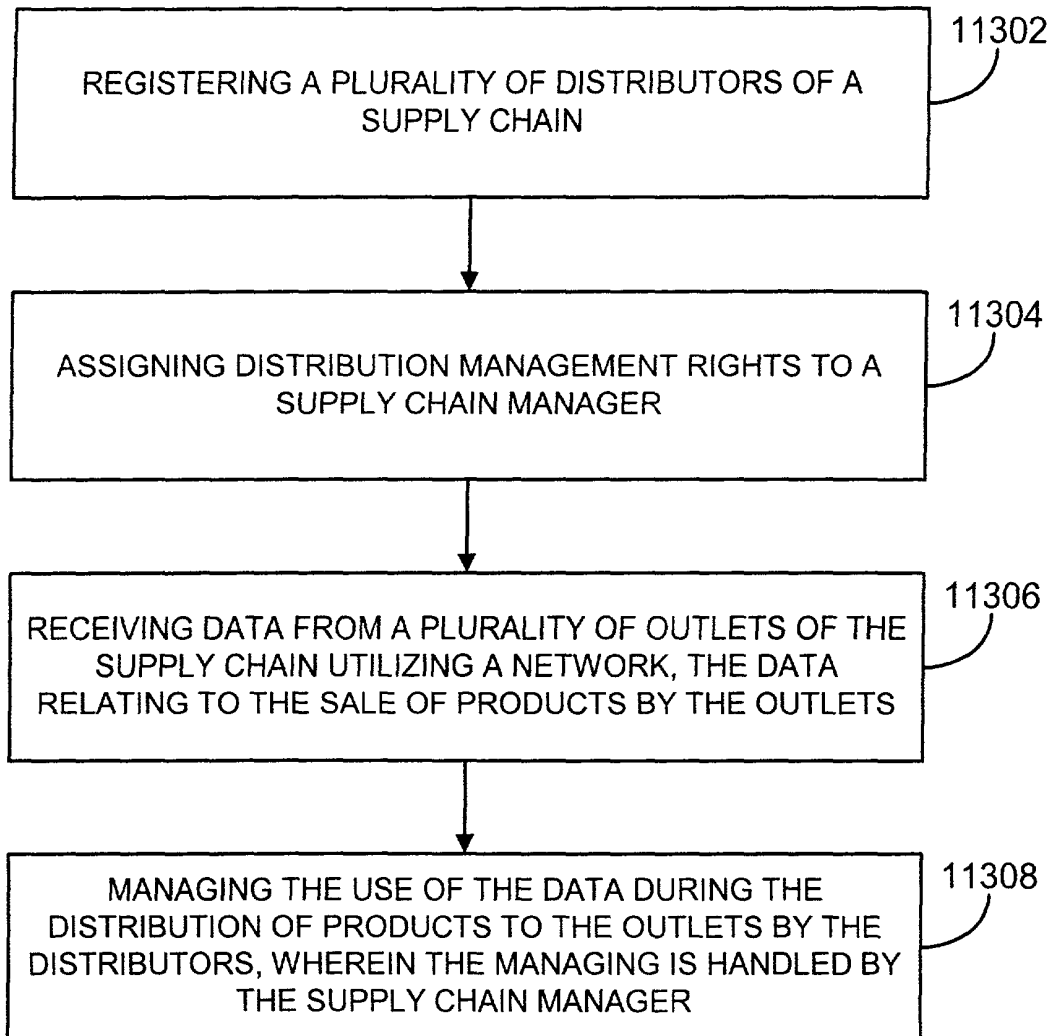 11302
REGISTERING A PLURALITY OF DISTRIBUTORS OF A
SUPPLY CHAIN
11304
ASSIGNING DISTRIBUTION MANAGEMENT RIGHTS TO A
SUPPLY CHAIN MANAGER
11306
RECEIVING DATA FROM A PLURALITY OF OUTLETS OF THE
SUPPLY CHAIN UTILIZING A NETWORK, THE DATA
RELATING TO THE SALE OF PRODUCTS BY THE OUTLETS
11308
MANAGING THE USE OF THE DATA DURING THE
DISTRIBUTION OF PRODUCTS TO THE OUTLETS BY THE
DISTRIBUTORS, WHEREIN THE MANAGING IS HANDLED BY
THE SUPPLY CHAIN MANAGER